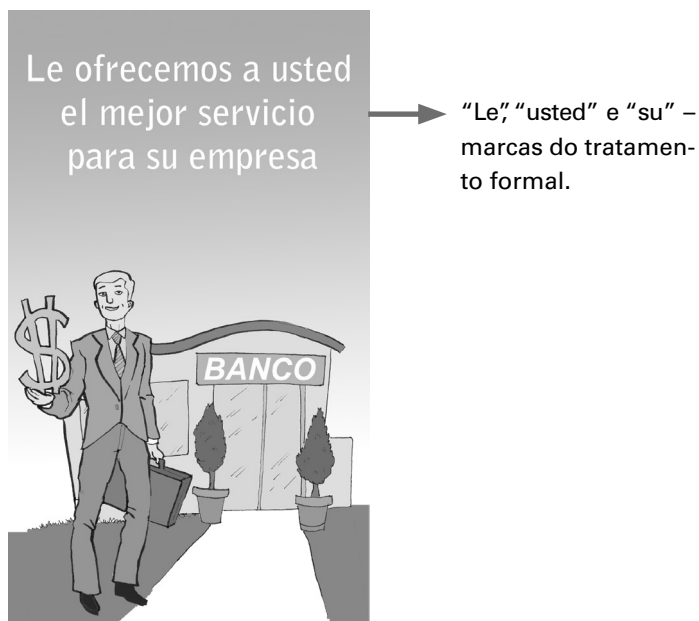 Le ofrecemos a usted
el mejor servicio
para su empresa
“Le”, “usted” e “su” –
marcas do tratamen-
to formal.
$
BANCO